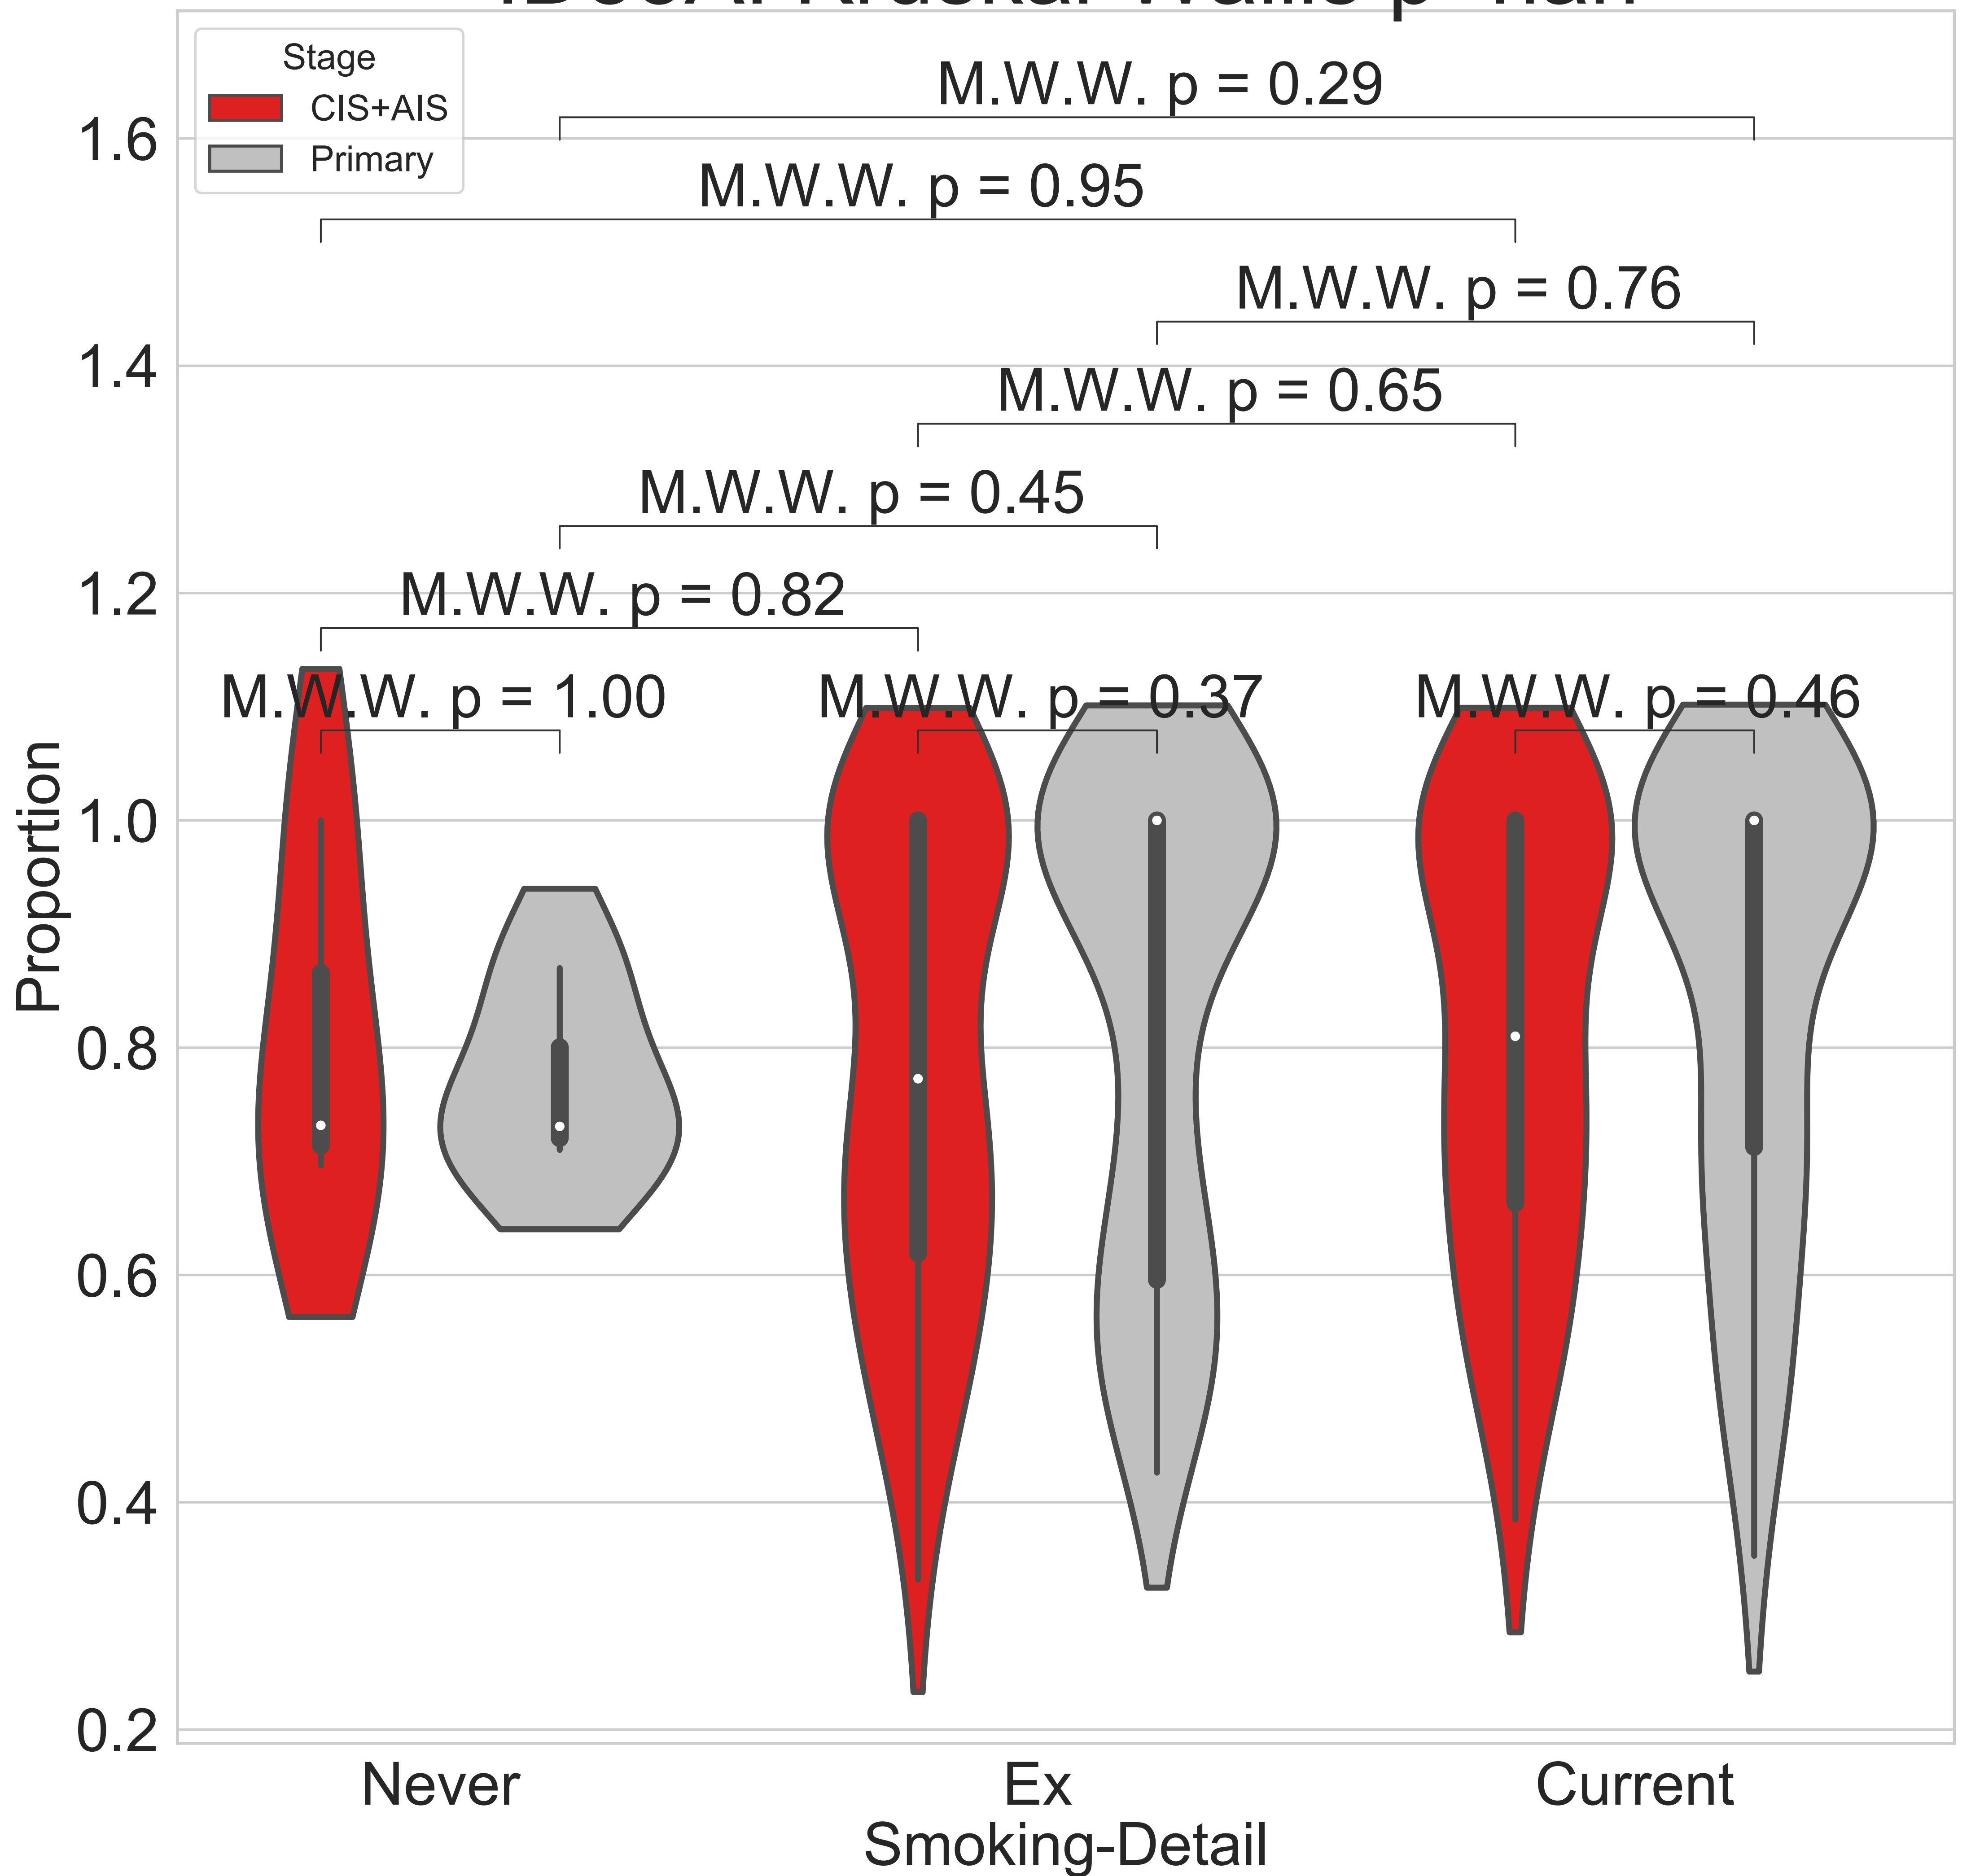 Stage
CIS+AIS
Primary
M.W.W. p = 0.29
M.W.W. p = 0.95
M.W.W. p = 0.76
M.W.W. p = 0.65
M.W.W. p = 0.45
M.W.W. p = 0.82
M.W.W. p = 1.00
M.W.W. p = 0.37
M.W.W. p = 0.46
Proportion
1.6
1.4
1.2
1.0
0.8
0.6
0.4
0.2
Never
Ex
Current
Smoking-Detail